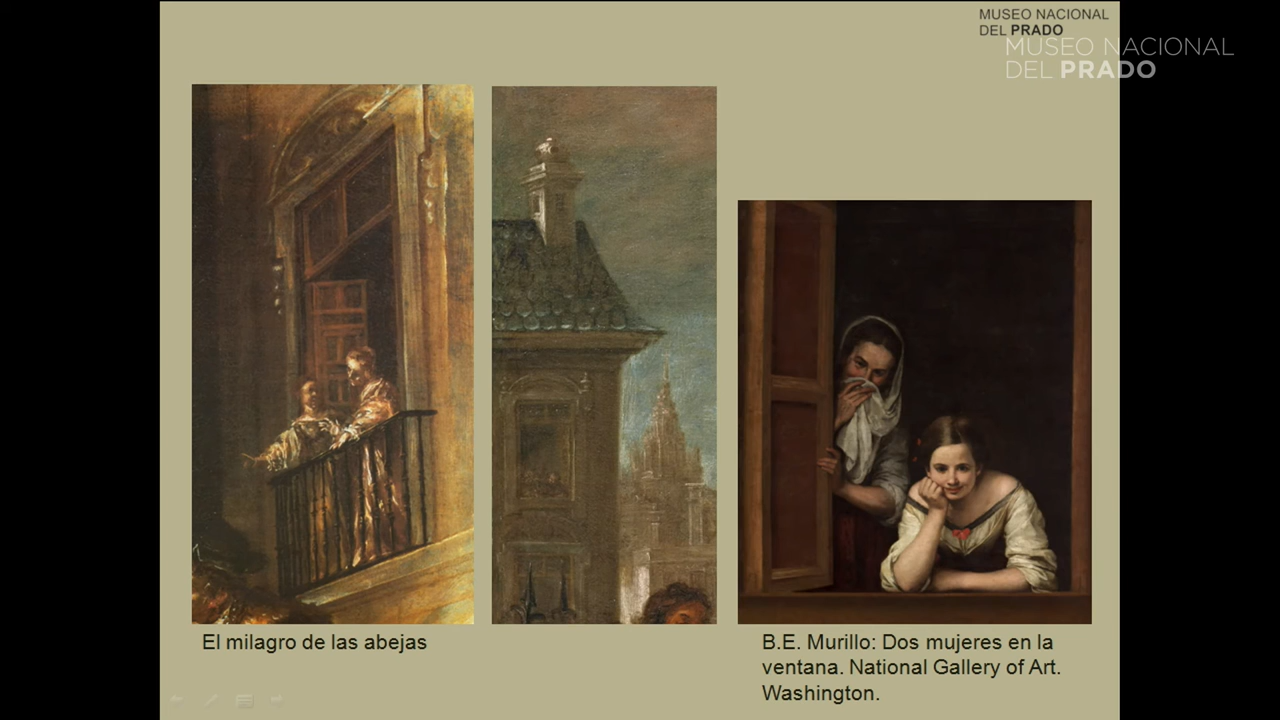 MUSEO NACIONAL
DEL PRADO
MUSEO NACIONAL
DEL PRADO
El milagro de las abejas
B.E. Murillo: Dos mujeres en la
ventana. National Gallery of Art.
Washington.